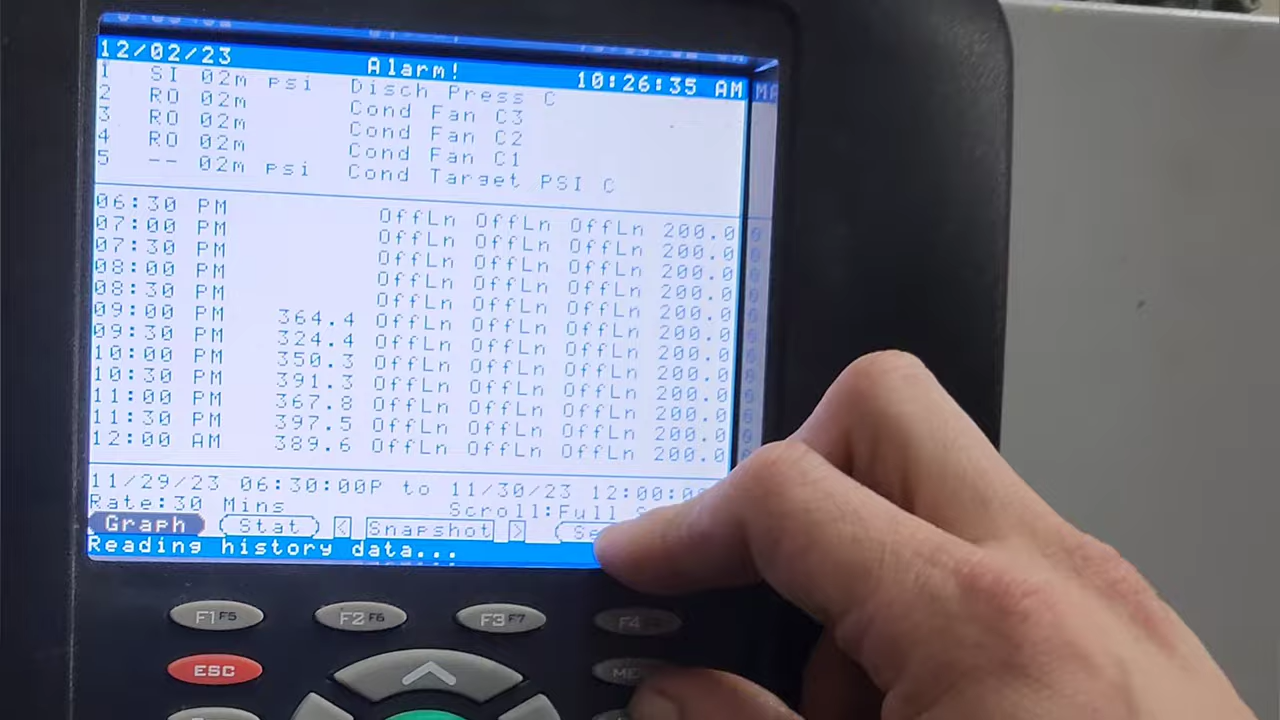 12/02/23 Alarm! 10:26:35 AM
1 SI 02m psi Disch Press C
2 RO 02m Cond Fan C3
3 RO 02m Cond Fan C2
4 RO 02m Cond Fan C1
5 -- 02m psi Cond Target PSI C
06:30 PM OffLn OffLn OffLn 200.0
07:00 PM OffLn OffLn OffLn 200.0
07:30 PM OffLn OffLn OffLn 200.0
08:00 PM OffLn OffLn OffLn 200.0
08:30 PM OffLn OffLn OffLn 200.0
09:00 PM 364.4 OffLn OffLn OffLn 200.0
09:30 PM 324.4 OffLn OffLn OffLn 200.0
10:00 PM 350.3 OffLn OffLn OffLn 200.0
10:30 PM 391.3 OffLn OffLn OffLn 200.0
11:00 PM 367.8 OffLn OffLn OffLn 200.0
11:30 PM 397.5 OffLn OffLn OffLn 200.0
12:00 AM 389.6 OffLn OffLn OffLn 200.0
11/29/23 06:30:00P to 11/30/23 12:00:0
Rate:30 Mins Scroll:Full
Graph Stat < Snapshot >
Reading history data...
F1 F5 F2 F6 F3 F7 F4
ESC